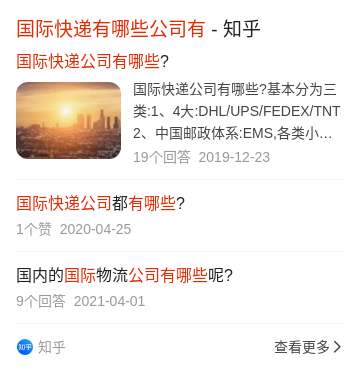 国际快递有哪些公司有 - 知乎
国际快递公司有哪些?
国际快递公司有哪些?基本分为三
类:1、4大:DHL/UPS/FEDEX/TNT
2、中国邮政体系:EMS,各类小…
19个回答 2019-12-23
国际快递公司都有哪些?
1个赞 2020-04-25
国内的国际物流公司有哪些呢?
9个回答 2021-04-01
知乎 知乎
查看更多